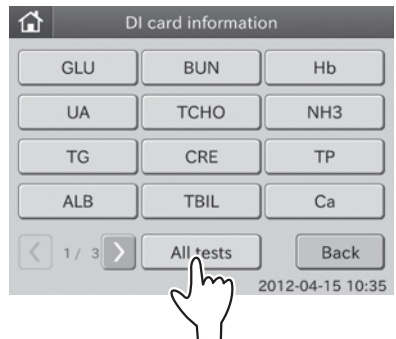 DI card information
GLU BUN Hb
UA TCHO NH3
TG CRE TP
ALB TBIL Ca
1 / 3 All tests Back
2012-04-15 10:35